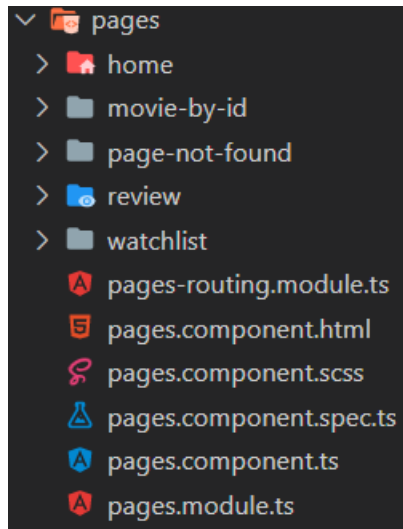 pages
home
movie-by-id
page-not-found
review
watchlist
pages-routing.module.ts
pages.component.html
pages.component.scss
pages.component.spec.ts
pages.component.ts
pages.module.ts